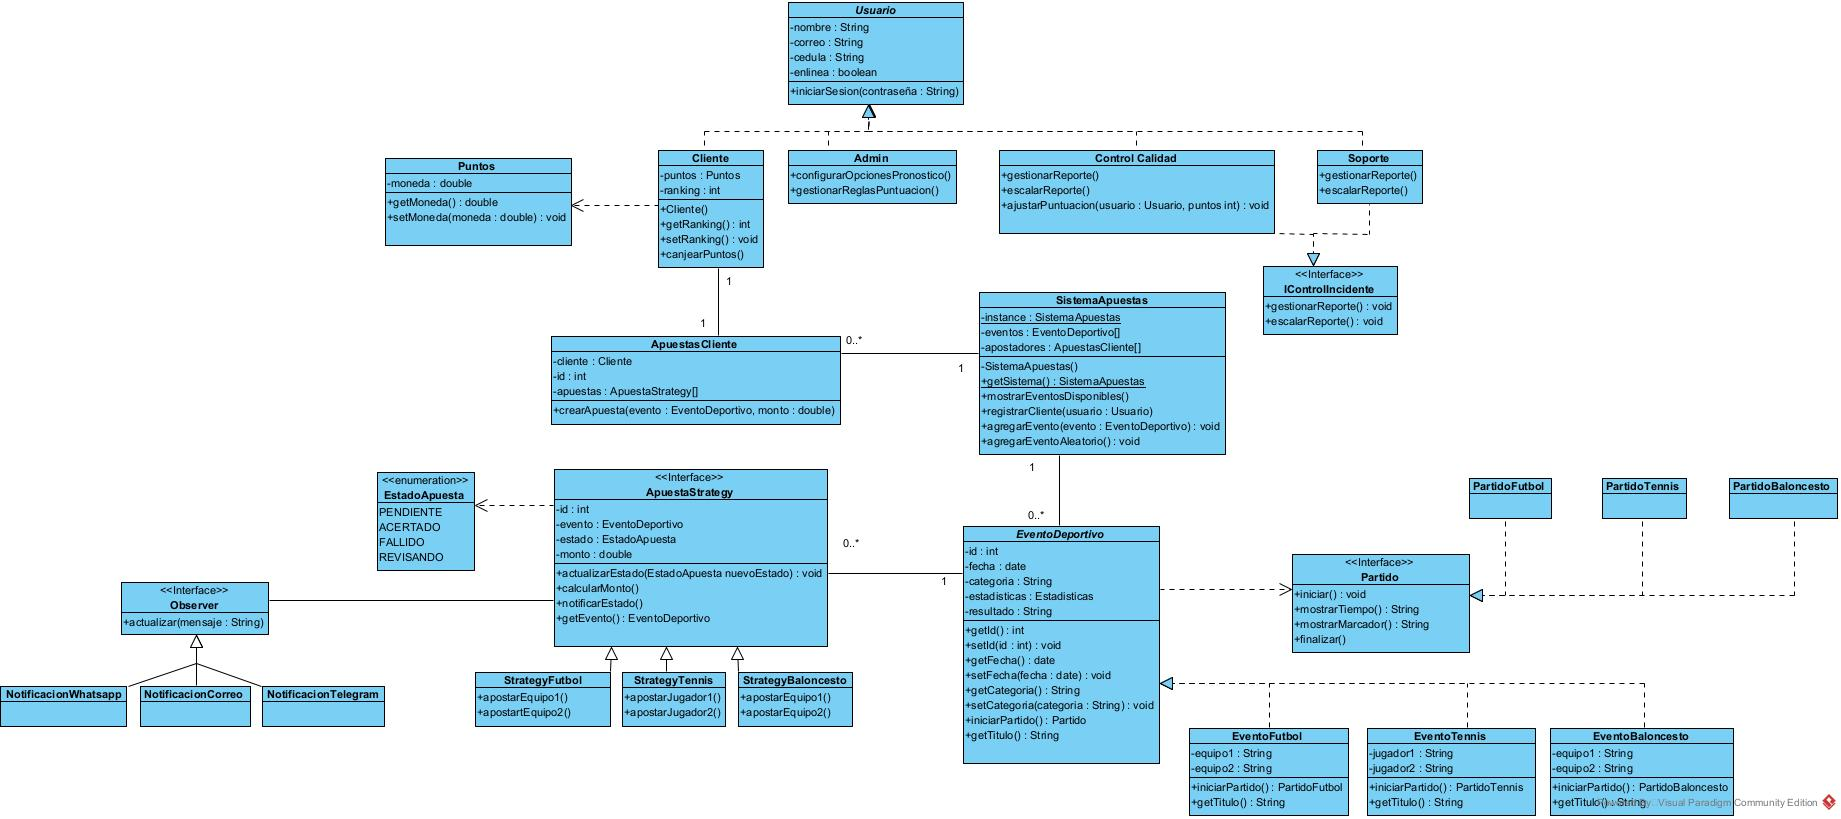 Usuario
-nombre : String
-correo : String
-cedula : String
-enlinea : boolean
+iniciarSesion(contraseña : String)
Puntos
-moneda : double
+getMoneda() : double
+setMoneda(moneda : double) : void
Cliente
-puntos : Puntos
-ranking : int
+Cliente()
+getRanking() : int
+setRanking() : void
+canjearPuntos()
Admin
+configurarOpcionesPronostico()
+gestionarReglasPuntuacion()
Control Calidad
+gestionarReporte()
+escalarReporte()
+ajustarPuntuacion(usuario : Usuario, puntos int) : void
Soporte
+gestionarReporte()
+escalarReporte()
<<Interface>>
IControlIncidente
+gestionarReporte() : void
+escalarReporte() : void
1
1
ApuestasCliente
-cliente : Cliente
-id : int
-apuestas : ApuestaStrategy[]
+crearApuesta(evento : EventoDeportivo, monto : double)
0..*
1
SistemaApuestas
-instance : SistemaApuestas
-eventos : EventoDeportivo[]
-apostadores : ApuestasCliente[]
-SistemaApuestas()
+getSistema() : SistemaApuestas
+mostrarEventosDisponibles()
+registrarCliente(usuario : Usuario)
+agregarEvento(evento : EventoDeportivo) : void
+agregarEventoAleatorio() : void
1
0..*
<<enumeration>>
EstadoApuesta
PENDIENTE
ACERTADO
FALLIDO
REVISANDO
<<Interface>>
ApuestaStrategy
-id : int
-evento : EventoDeportivo
-estado : EstadoApuesta
-monto : double
+actualizarEstado(EstadoApuesta nuevoEstado) : void
+calcularMonto()
+notificarEstado()
+getEvento() : EventoDeportivo
0..*
1
EventoDeportivo
-id : int
-fecha : date
-categoria : String
-estadisticas : Estadisticas
-resultado : String
+getId() : int
+setId(id : int) : void
+getFecha() : date
+setFecha(fecha : date) : void
+getCategoria() : String
+setCategoria(categoria : String) : void
+iniciarPartido() : Partido
+getTitulo() : String
PartidoFutbol
PartidoTennis
PartidoBaloncesto
<<Interface>>
Partido
+iniciar() : void
+mostrarTiempo() : String
+mostrarMarcador() : String
+finalizar()
<<Interface>>
Observer
+actualizar(mensaje : String)
NotificacionWhatsapp
NotificacionCorreo
NotificacionTelegram
StrategyFutbol
+apostarEquipo1()
+apostartEquipo2()
StrategyTennis
+apostarJugador1()
+apostarJugador2()
StrategyBaloncesto
+apostarEquipo1()
+apostarEquipo2()
EventoFutbol
-equipo1 : String
-equipo2 : String
+iniciarPartido() : PartidoFutbol
+getTitulo() : String
EventoTennis
-jugador1 : String
-jugador2 : String
+iniciarPartido() : PartidoTennis
+getTitulo() : String
EventoBaloncesto
-equipo1 : String
-equipo2 : String
+iniciarPartido() : PartidoBaloncesto
+getTitulo() : String
Powered By Visual Paradigm Community Edition